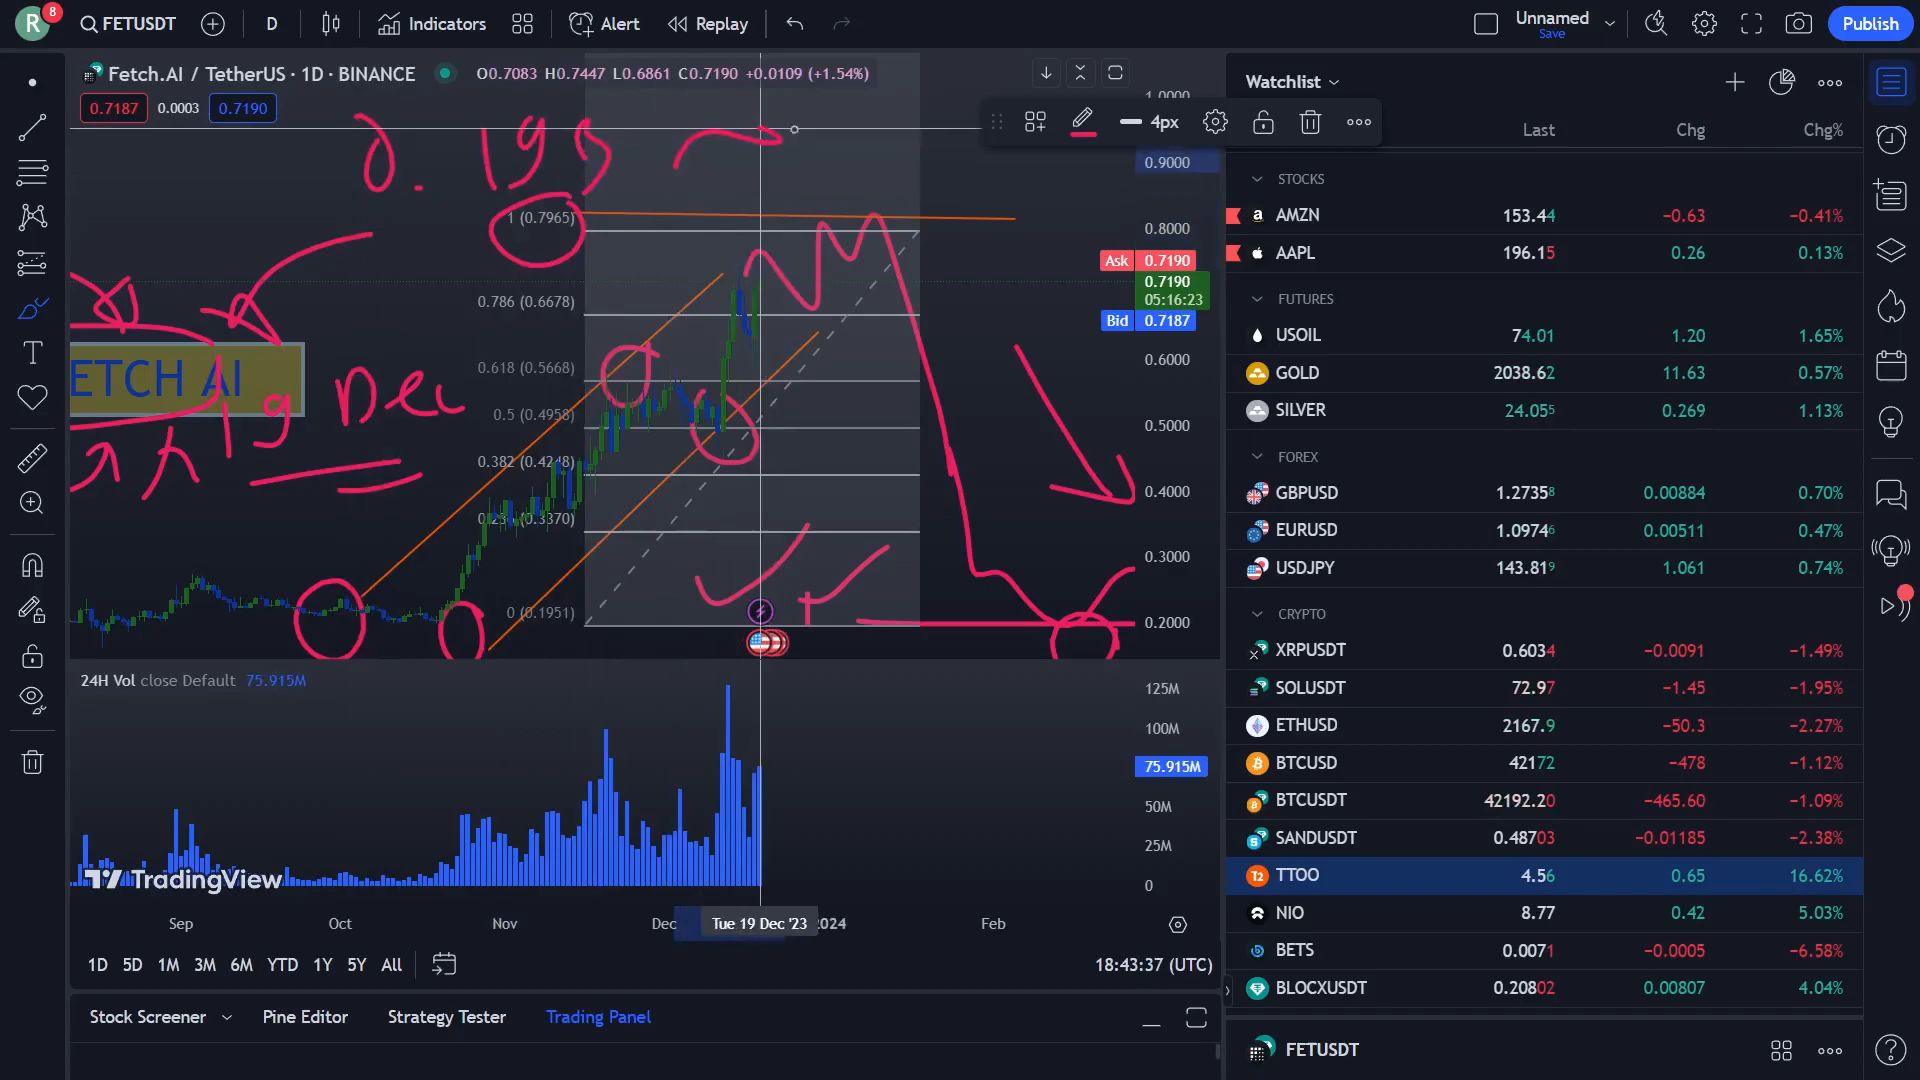 R 8 FETUSDT D Indicators Alert Replay Unnamed Save Publish
Fetch.AI / TetherUS · 1D · BINANCE O0.7083 H0.7447 L0.6861 C0.7190 +0.0109 (+1.54%)
0.7187 0.0003 0.7190
0.195
4px
1.0000
0.9000
1 (0.7965)
0.8000
Ask 0.7190
0.7190
05:16:23
Bid 0.7187
0.786 (0.6678)
0.618 (0.5668)
0.6000
ETCH AI
19 Dec
0.5 (0.4958)
0.5000
0.382 (0.4248)
0.4000
0.236 (0.3370)
0.3000
0 (0.1951)
0.2000
24H Vol close Default 75.915M
125M
100M
75.915M
50M
25M
0
TradingView
Sep Oct Nov Dec Tue 19 Dec '23 2024 Feb
1D 5D 1M 3M 6M YTD 1Y 5Y All 18:43:37 (UTC)
Stock Screener Pine Editor Strategy Tester Trading Panel
Watchlist
Last Chg Chg%
STOCKS
AMZN 153.44 −0.63 −0.41%
AAPL 196.15 0.26 0.13%
FUTURES
USOIL 74.01 1.20 1.65%
GOLD 2038.62 11.63 0.57%
SILVER 24.055 0.269 1.13%
FOREX
GBPUSD 1.27358 0.00884 0.70%
EURUSD 1.09746 0.00511 0.47%
USDJPY 143.819 1.061 0.74%
CRYPTO
XRPUSDT 0.6034 −0.0091 −1.49%
SOLUSDT 72.97 −1.45 −1.95%
ETHUSD 2167.9 −50.3 −2.27%
BTCUSD 42172 −478 −1.12%
BTCUSDT 42192.20 −465.60 −1.09%
SANDUSDT 0.48703 −0.01185 −2.38%
TTOO 4.56 0.65 16.62%
NIO 8.77 0.42 5.03%
BETS 0.0071 −0.0005 −6.58%
BLOCXUSDT 0.20802 0.00807 4.04%
FETUSDT